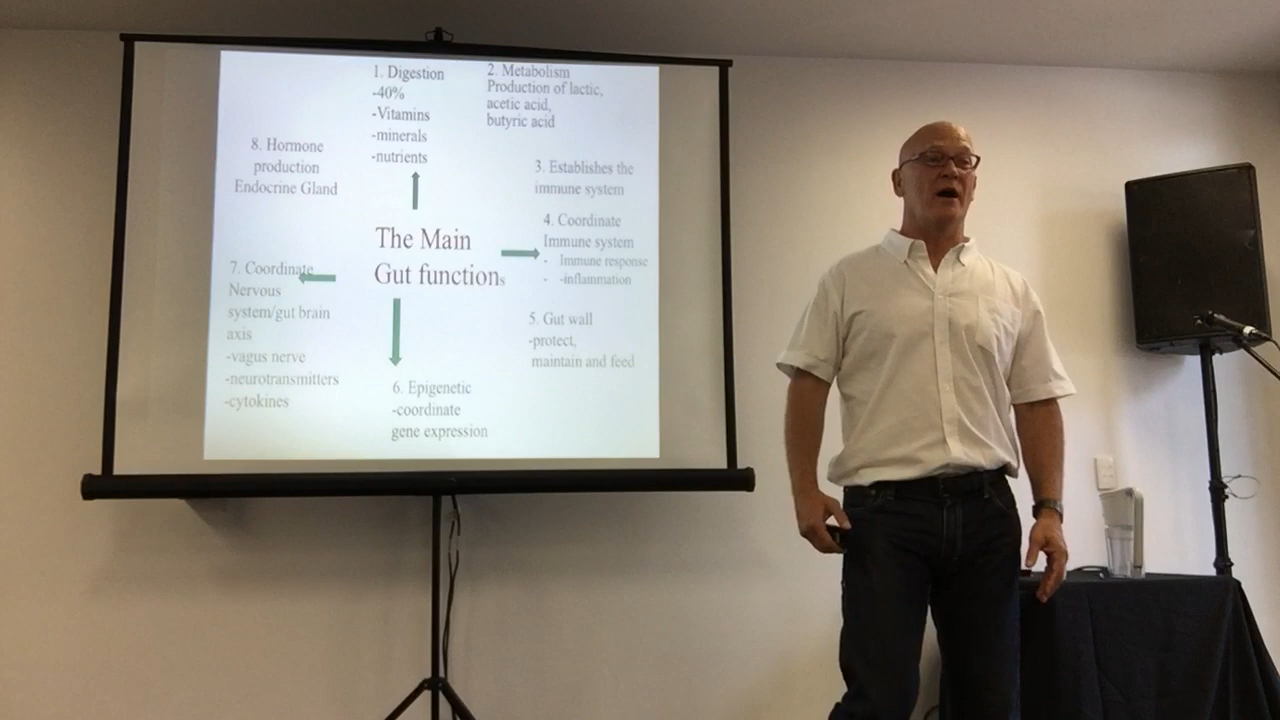 1. Digestion
-40%
-Vitamins
-minerals
-nutrients
2. Metabolism
Production of lactic,
acetic acid,
butyric acid
3. Establishes the
immune system
4. Coordinate
Immune system
- Immune response
- -inflammation
5. Gut wall
-protect,
maintain and feed
6. Epigenetic
-coordinate
gene expression
7. Coordinate
Nervous
system/gut brain
axis
-vagus nerve
-neurotransmitters
-cytokines
8. Hormone
production
Endocrine Gland
The Main
Gut functions